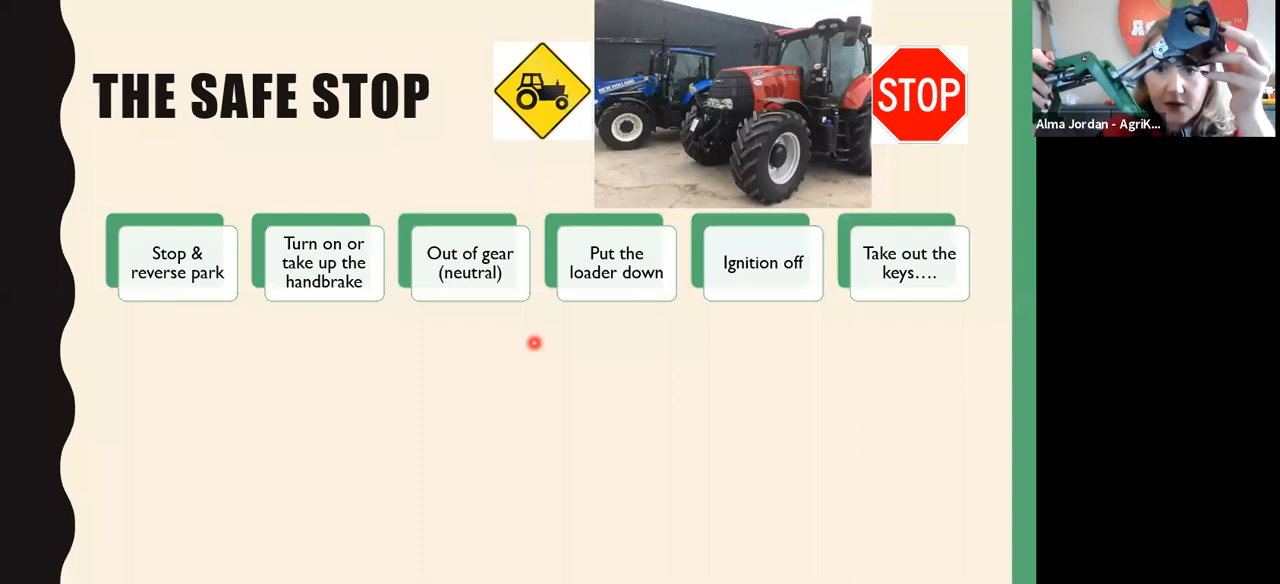 THE SAFE STOP
STOP
NEW HOLLAND
Stop &
reverse park
Turn on or
take up the
handbrake
Out of gear
(neutral)
Put the
loader down
Ignition off
Take out the
keys....
Alma Jordan - AgriK...